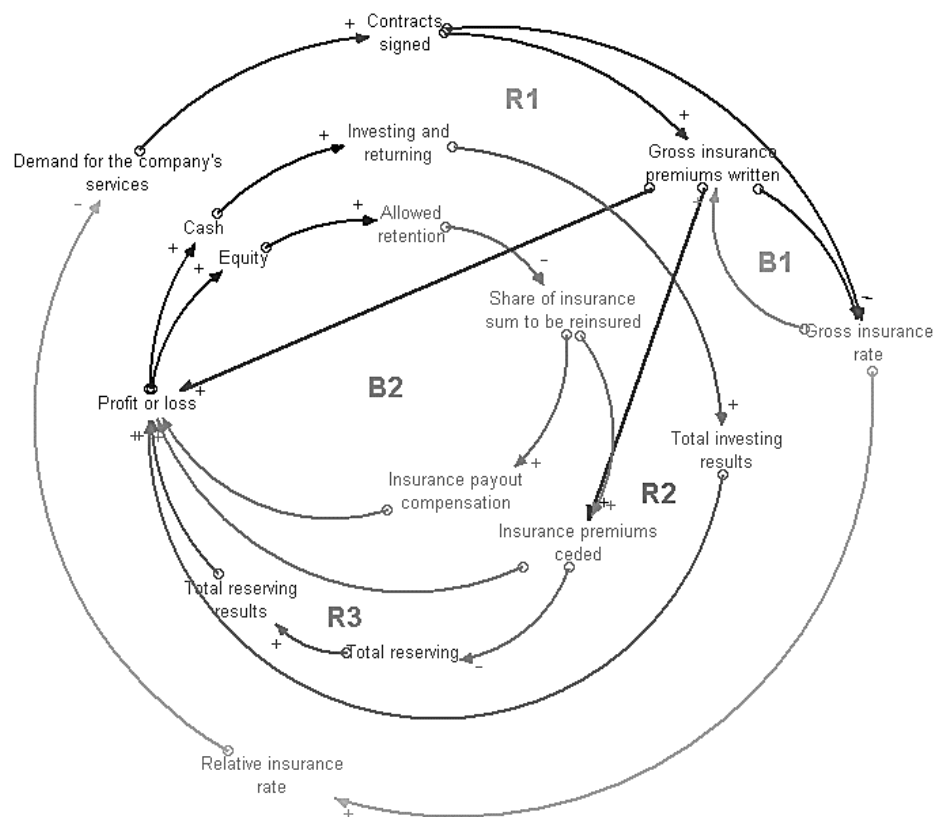 +
Contracts
signed
R1
+
+
Investing and
returning
Gross insurance
premiums written
Demand for the company's
services
-
+
+
Cash
+
Allowed
retention
+
+
Equity
-
B1
Share of insurance
sum to be reinsured
-
Gross insurance
rate
B2
+
Profit or loss
+
Total investing
results
++
+
+
Insurance payout
compensation
R2
++
Insurance premiums
ceded
Total reserving
results
R3
+
Total reserving
-
Relative insurance
rate
+